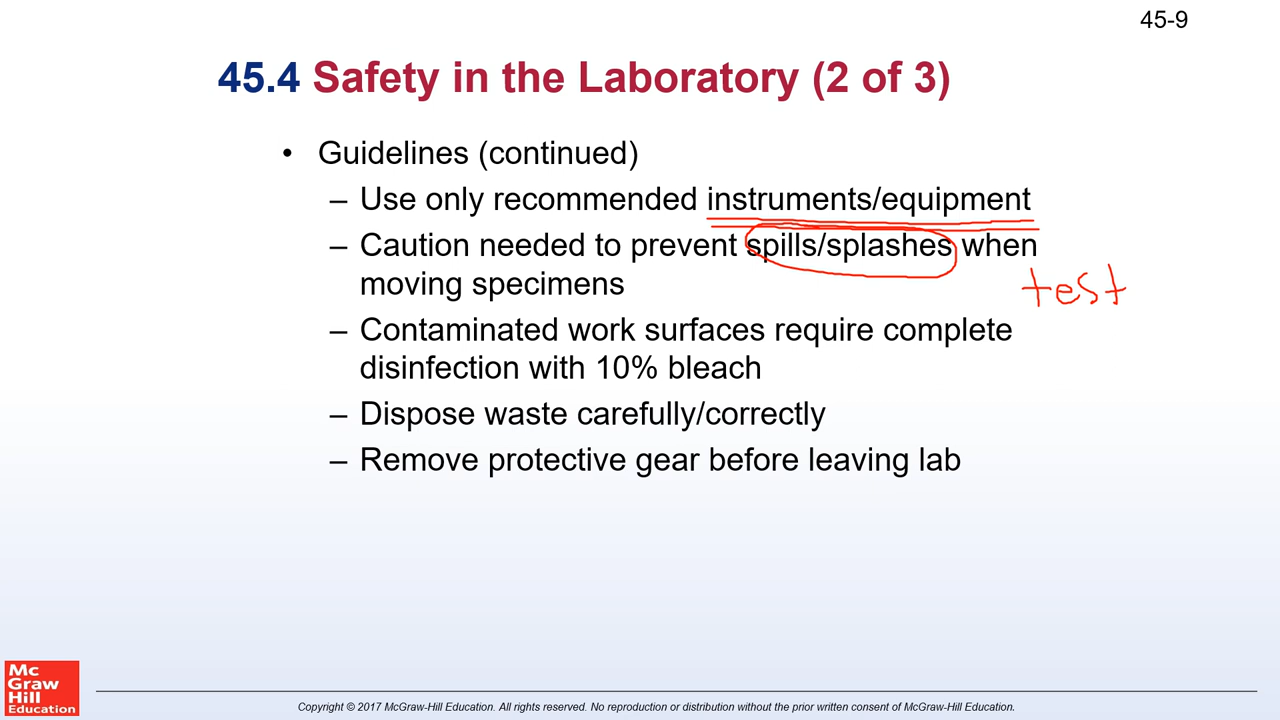 45-9
45.4 Safety in the Laboratory (2 of 3)
• Guidelines (continued)
– Use only recommended instruments/equipment
– Caution needed to prevent spills/splashes when
moving specimens
test
– Contaminated work surfaces require complete
disinfection with 10% bleach
– Dispose waste carefully/correctly
– Remove protective gear before leaving lab
Mc
Graw
Hill
Education
Copyright © 2017 McGraw-Hill Education. All rights reserved. No reproduction or distribution without the prior written consent of McGraw-Hill Education.